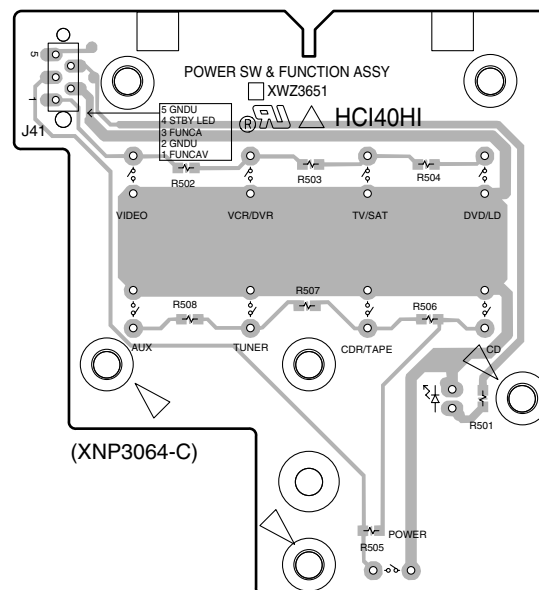 POWER SW & FUNCTION ASSY
XWZ3651
5
1
J41
5 GNDU
4 STBY LED
3 FUNCA
2 GNDU
1 FUNCAV
R HCI40HI
R502
R503
R504
VIDEO
VCR/DVR
TV/SAT
DVD/LD
R508
R507
R506
AUX
TUNER
CDR/TAPE
CD
R501
(XNP3064-C)
R505
POWER